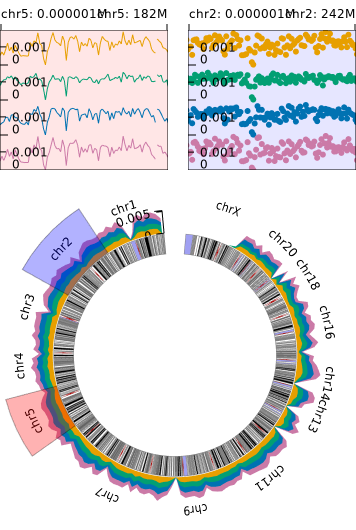 chr5: 0.000001M
chr5: 182M
chr2: 0.000001M
chr2: 242M
0.001
0
0.001
0
0.001
0
0.001
0
0.001
0
0.001
0
0.001
0
0.001
0
chr1
0.005
0
chrX
chr2
chr20
chr18
chr3
chr16
chr4
chr14
chr13
chr5
chr11
chr7
chr9